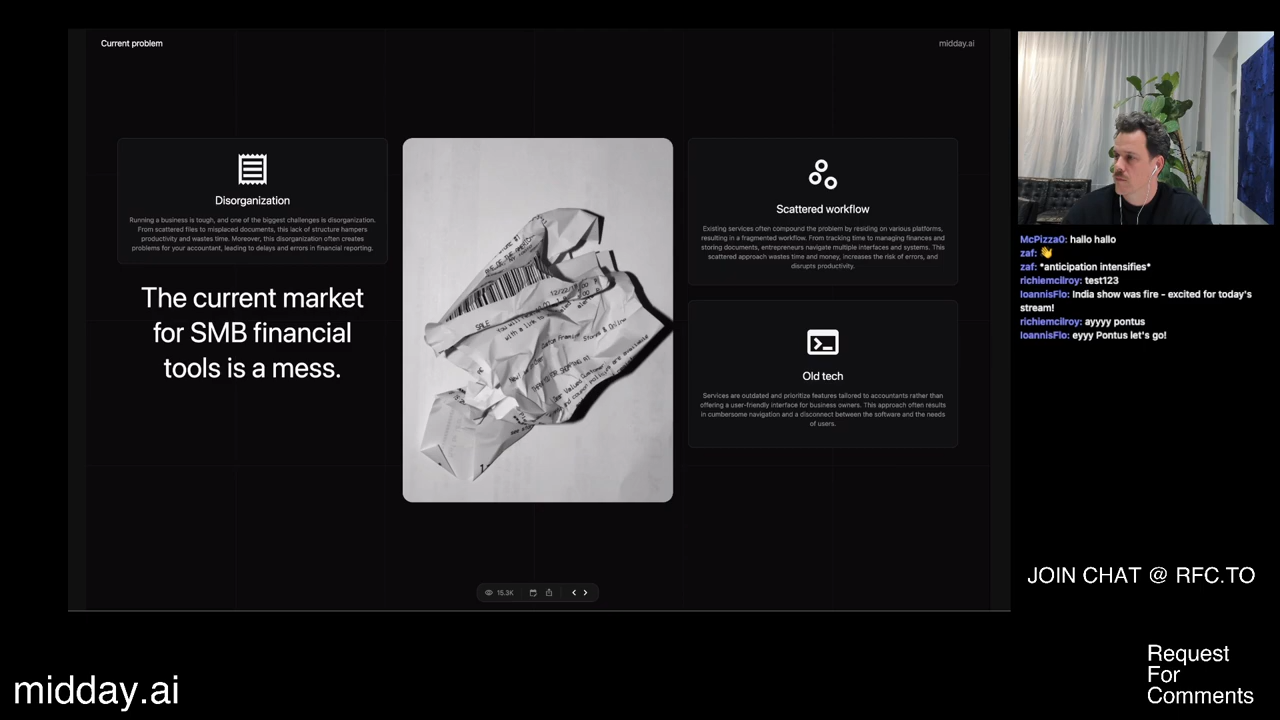 Current problem
midday.ai
Disorganization
Running a business is tough, and one of the biggest challenges is disorganization.
From scattered files to misplaced documents, this lack of structure hampers
productivity and wastes time. Moreover, this disorganization often creates
problems for your accountant, leading to delays and errors in financial reporting.
The current market
for SMB financial
tools is a mess.
SALE
12/22/17
Scattered workflow
Existing services often compound the problem by residing on various platforms,
resulting in a fragmented workflow. From tracking time to managing finances and
storing documents, entrepreneurs navigate multiple interfaces and systems. This
scattered approach wastes time and money, increases the risk of errors, and
disrupts productivity.
Old tech
Services are outdated and prioritize features tailored to accountants rather than
offering a user-friendly interface for business owners. This approach often results
in cumbersome navigation and a disconnect between the software and the needs
of users.
15.3K
McPizza0: hallo hallo
zaf: 👋
zaf: *anticipation intensifies*
richiemcilroy: test123
IoannisFlo: India show was fire - excited for today's
stream!
richiemcilroy: ayyyy pontus
IoannisFlo: eyyy Pontus let's go!
JOIN CHAT @ RFC.TO
midday.ai
Request
For
Comments